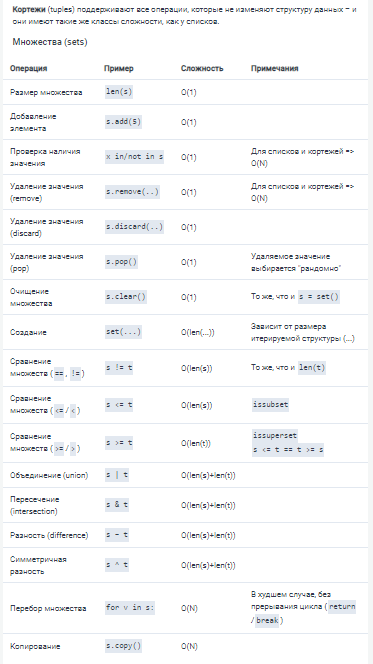 Кортежи (tuples) поддерживают все операции, которые не изменяют структуру данных – и
они имеют такие же классы сложности, как у списков.
Множества (sets)
Операция Пример Сложность Примечания
Размер множества len(s) O(1)
Добавление
элемента s.add(5) O(1)
Проверка наличия
значения x in/not in s O(1) Для списков и кортежей =>
O(N)
Удаление значения
(remove) s.remove(..) O(1) Для списков и кортежей =>
O(N)
Удаление значения
(discard) s.discard(..) O(1)
Удаление значения
(pop) s.pop() O(1) Удаляемое значение
выбирается "рандомно"
Очищение
множества s.clear() O(1) То же, что и s = set()
Создание set(...) O(len(...)) Зависит от размера
итерируемой структуры (...)
Сравнение
множеств ( == , != ) s != t O(len(s)) То же, что и len(t)
Сравнение
множеств ( <= / < ) s <= t O(len(s)) issubset
Сравнение
множеств ( >= / > ) s >= t O(len(t)) issuperset
s <= t == t >= s
Объединение (union) s | t O(len(s)+len(t))
Пересечение
(intersection) s & t O(len(s)+len(t))
Разность (difference) s - t O(len(s)+len(t))
Симметричная
разность s ^ t O(len(s)+len(t))
Перебор множества for v in s: O(N) В худшем случае, без
прерывания цикла ( return
/ break )
Копирование s.copy() O(N)